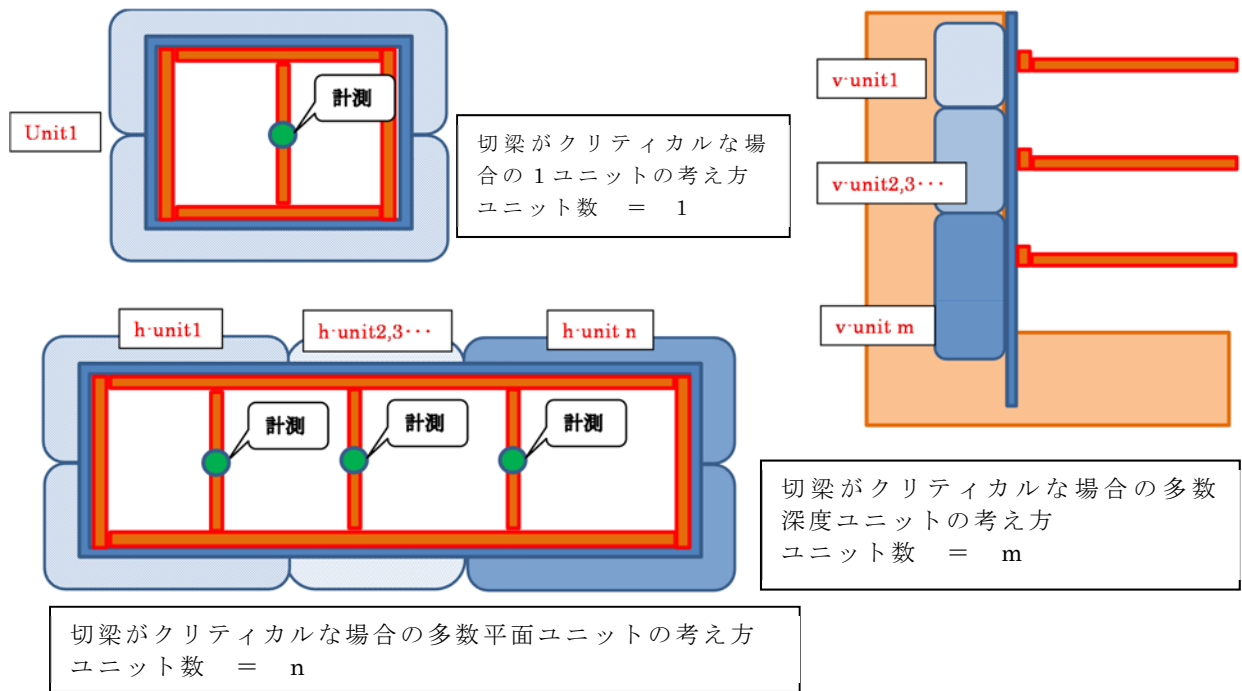 Unit1
計測
切梁がクリティカルな場
合の１ユニットの考え方
ユニット数　＝　１
v-unit1
v-unit2,3・・・
v-unit m
h-unit1
h-unit2,3・・・
h-unit n
計測
計測
計測
切梁がクリティカルな場合の多数
深度ユニットの考え方
ユニット数　＝　ｍ
切梁がクリティカルな場合の多数平面ユニットの考え方
ユニット数　＝　ｎ